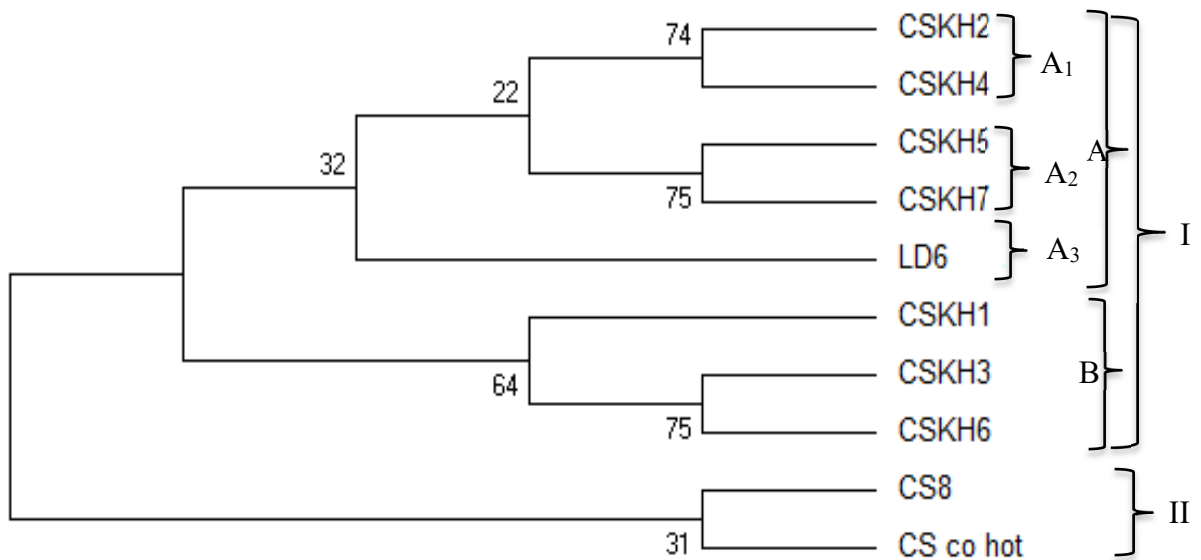 CSKH2
74
A₁
CSKH4
22
CSKH5
32
A
A₂
75
CSKH7
I
LD6
A₃
CSKH1
64
B
CSKH3
75
CSKH6
CS8
II
31
CS co hot